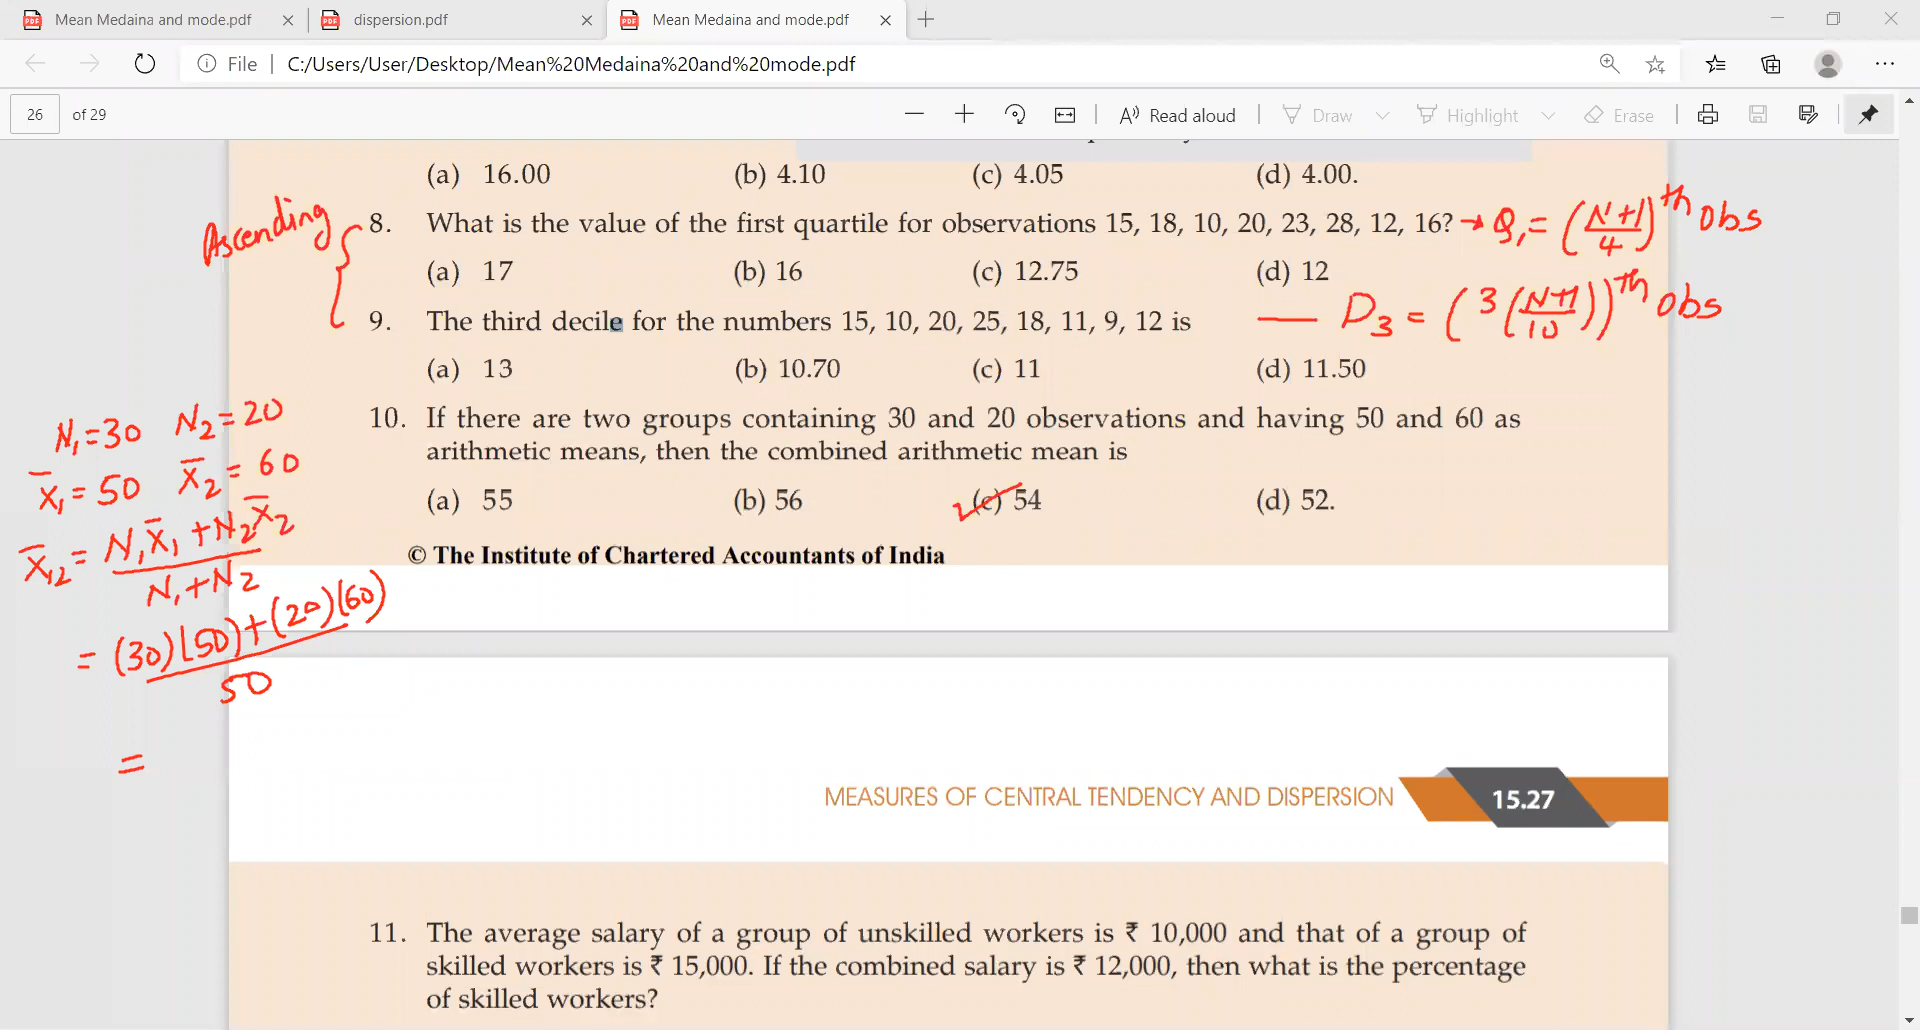 Mean Medaina and mode.pdf
dispersion.pdf
Mean Medaina and mode.pdf
File | C:/Users/User/Desktop/Mean%20Medaina%20and%20mode.pdf
26 of 29
Read aloud
Draw
Highlight
Erase
(a) 16.00 (b) 4.10 (c) 4.05 (d) 4.00.
Ascending
8. What is the value of the first quartile for observations 15, 18, 10, 20, 23, 28, 12, 16? → Q₁ = (N+1/4)th obs
(a) 17 (b) 16 (c) 12.75 (d) 12
9. The third decile for the numbers 15, 10, 20, 25, 18, 11, 9, 12 is — D₃ = (3(N+1/10))th obs
(a) 13 (b) 10.70 (c) 11 (d) 11.50
10. If there are two groups containing 30 and 20 observations and having 50 and 60 as
arithmetic means, then the combined arithmetic mean is
(a) 55 (b) 56 (c) 54 (d) 52.
© The Institute of Chartered Accountants of India
N₁=30 N₂=20
x̄₁=50 x̄₂=60
x̄₁₂ = N₁x̄₁+N₂x̄₂
N₁+N₂
= (30)(50)+(20)(60)
50
=
MEASURES OF CENTRAL TENDENCY AND DISPERSION 15.27
11. The average salary of a group of unskilled workers is ₹ 10,000 and that of a group of
skilled workers is ₹ 15,000. If the combined salary is ₹ 12,000, then what is the percentage
of skilled workers?